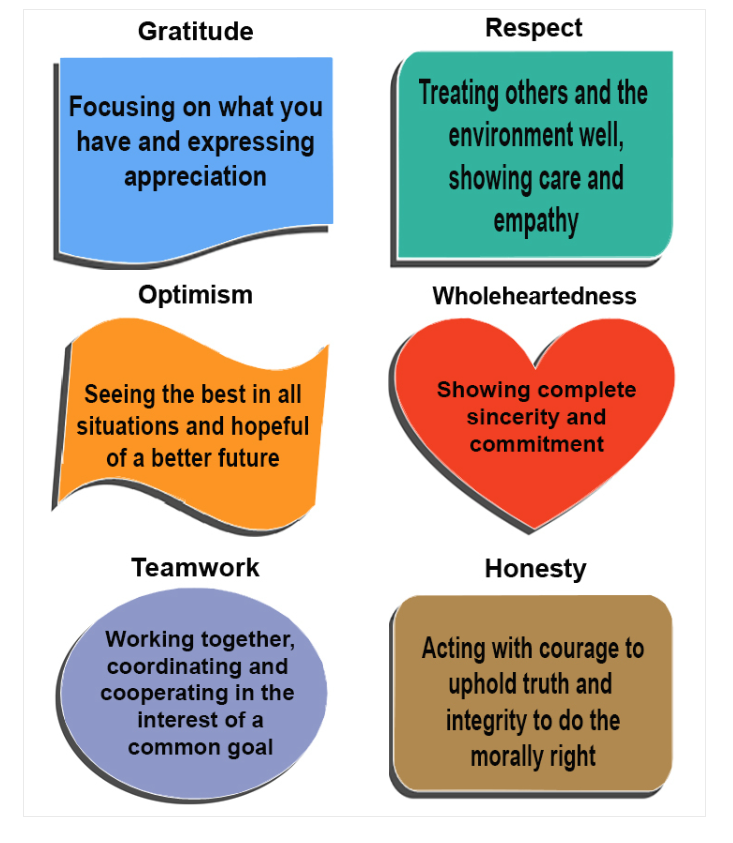 Gratitude
Focusing on what you
have and expressing
appreciation
Respect
Treating others and the
environment well,
showing care and
empathy
Optimism
Seeing the best in all
situations and hopeful
of a better future
Wholeheartedness
Showing complete
sincerity and
commitment
Teamwork
Working together,
coordinating and
cooperating in the
interest of a
common goal
Honesty
Acting with courage to
uphold truth and
integrity to do the
morally right